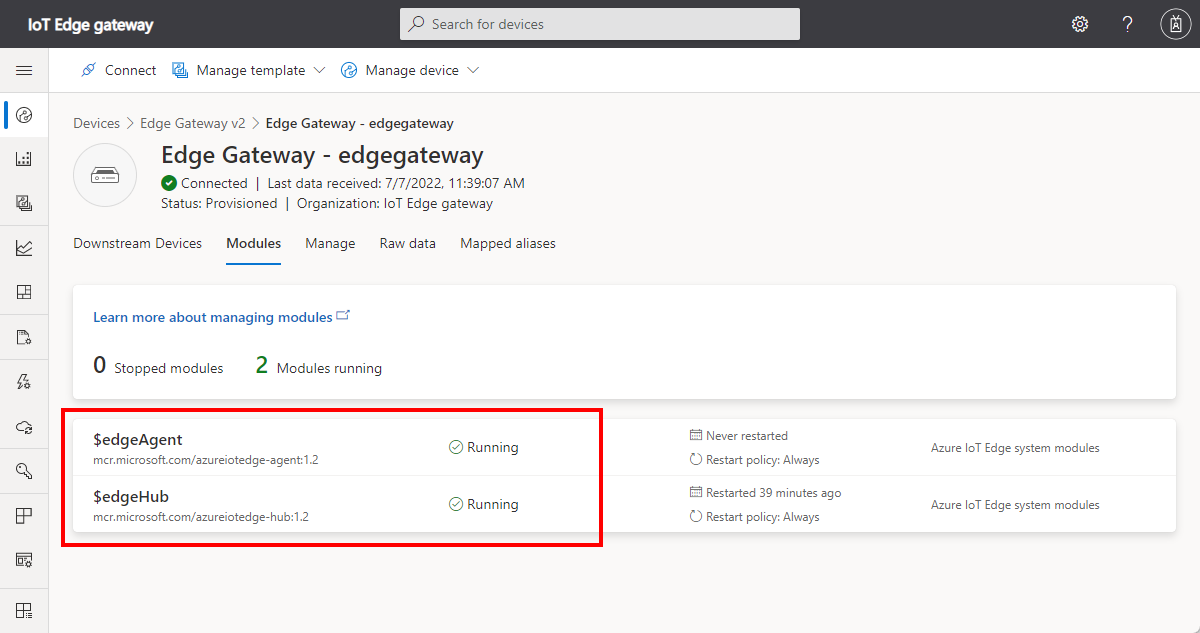 IoT Edge gateway
Search for devices
?
Connect
Manage template
Manage device
Devices > Edge Gateway v2 > Edge Gateway - edgegateway
Edge Gateway - edgegateway
Connected | Last data received: 7/7/2022, 11:39:07 AM
Status: Provisioned | Organization: IoT Edge gateway
Downstream Devices Modules Manage Raw data Mapped aliases
Learn more about managing modules
0 Stopped modules 2 Modules running
$edgeAgent
mcr.microsoft.com/azureiotedge-agent:1.2
Running
Never restarted
Restart policy: Always
Azure IoT Edge system modules
$edgeHub
mcr.microsoft.com/azureiotedge-hub:1.2
Running
Restarted 39 minutes ago
Restart policy: Always
Azure IoT Edge system modules